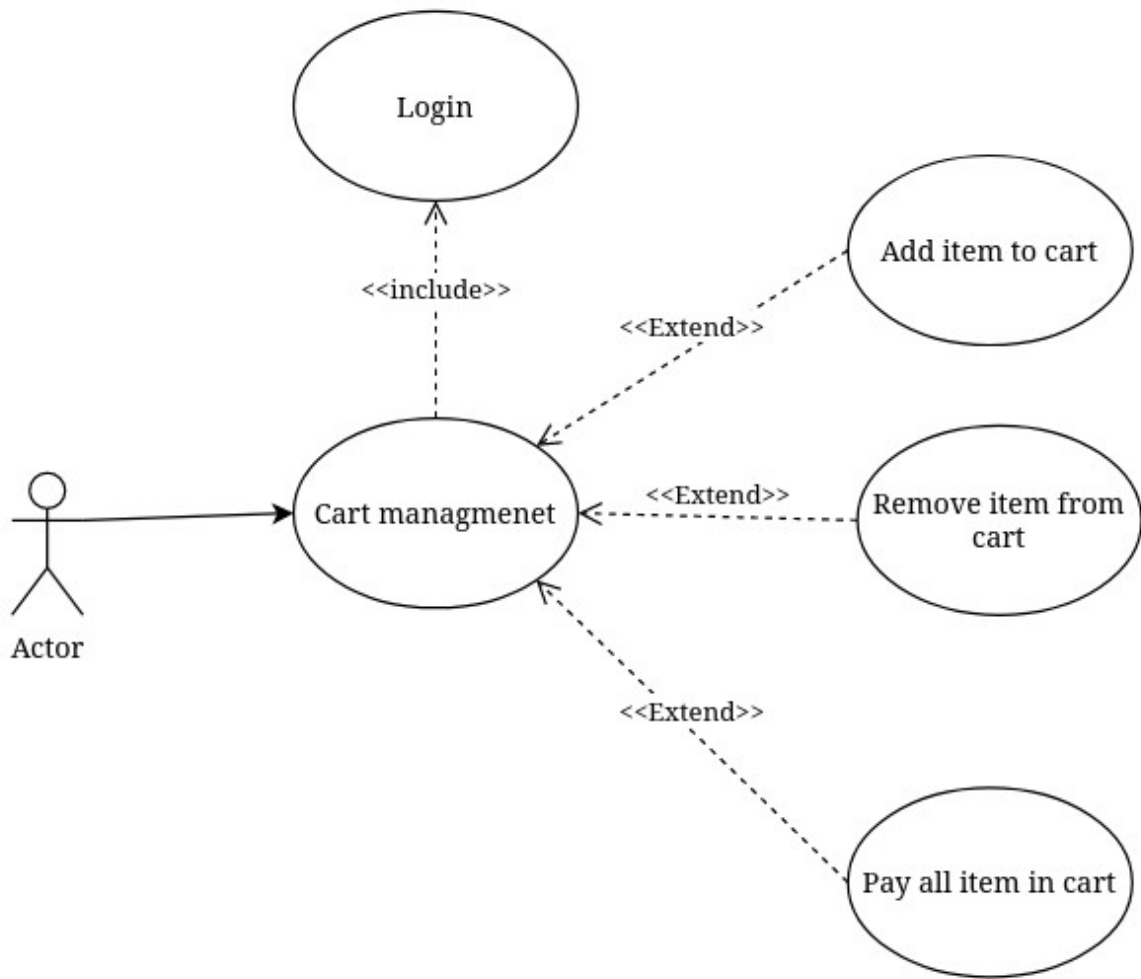 Login
<<include>>
Add item to cart
<<Extend>>
Cart managmenet
<<Extend>>
Remove item from
cart
Actor
<<Extend>>
Pay all item in cart